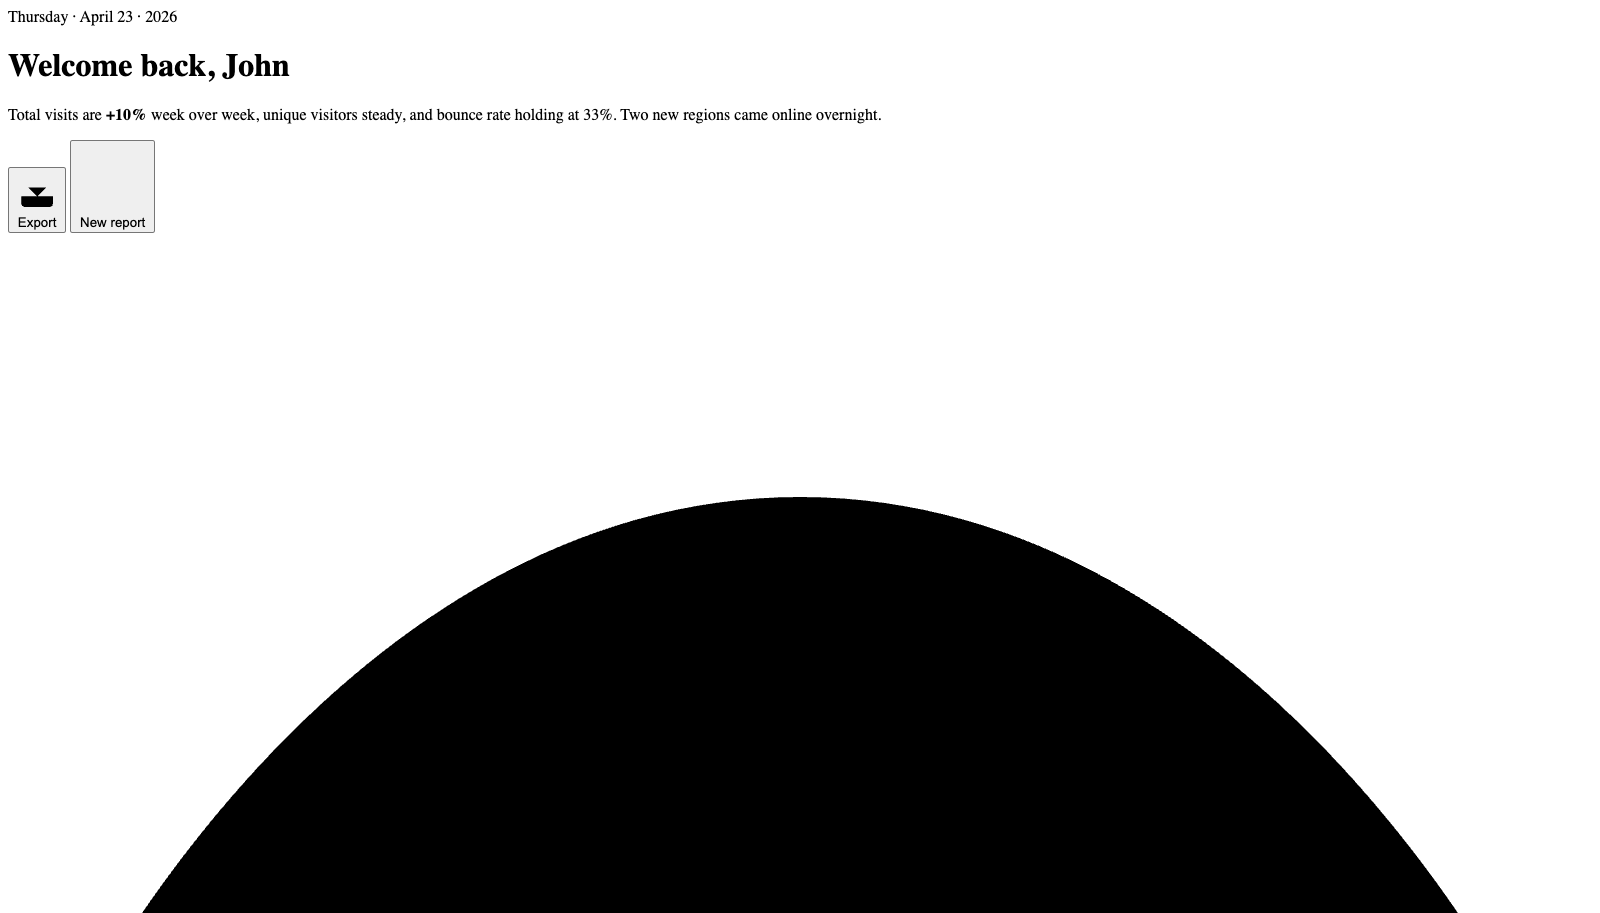 Thursday · April 23 · 2026
Welcome back, John
Total visits are +10% week over week, unique visitors steady, and bounce rate holding at 33%. Two new regions came online overnight.
Export
New report